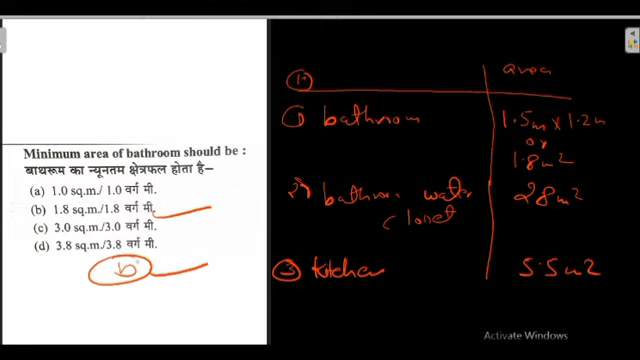 Minimum area of bathroom should be :
बाथरूम का न्यूनतम क्षेत्रफल होता है–
(a) 1.0 sq.m./ 1.0 वर्ग मी.
(b) 1.8 sq.m./1.8 वर्ग मी.
(c) 3.0 sq.m./3.0 वर्ग मी.
(d) 3.8 sq.m./3.8 वर्ग मी.
b
area
① bathroom 1.5m x 1.2m
or
1.8m2
2) bathroom water 28m2
closet
③ kitchen 5.5m2
Activate Windows